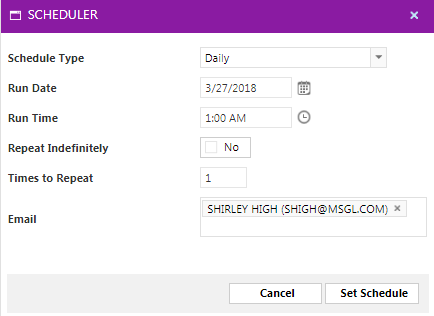 SCHEDULER
Schedule Type Daily
Run Date 3/27/2018
Run Time 1:00 AM
Repeat Indefinitely No
Times to Repeat 1
Email SHIRLEY HIGH (SHIGH@MSGL.COM)
Cancel Set Schedule